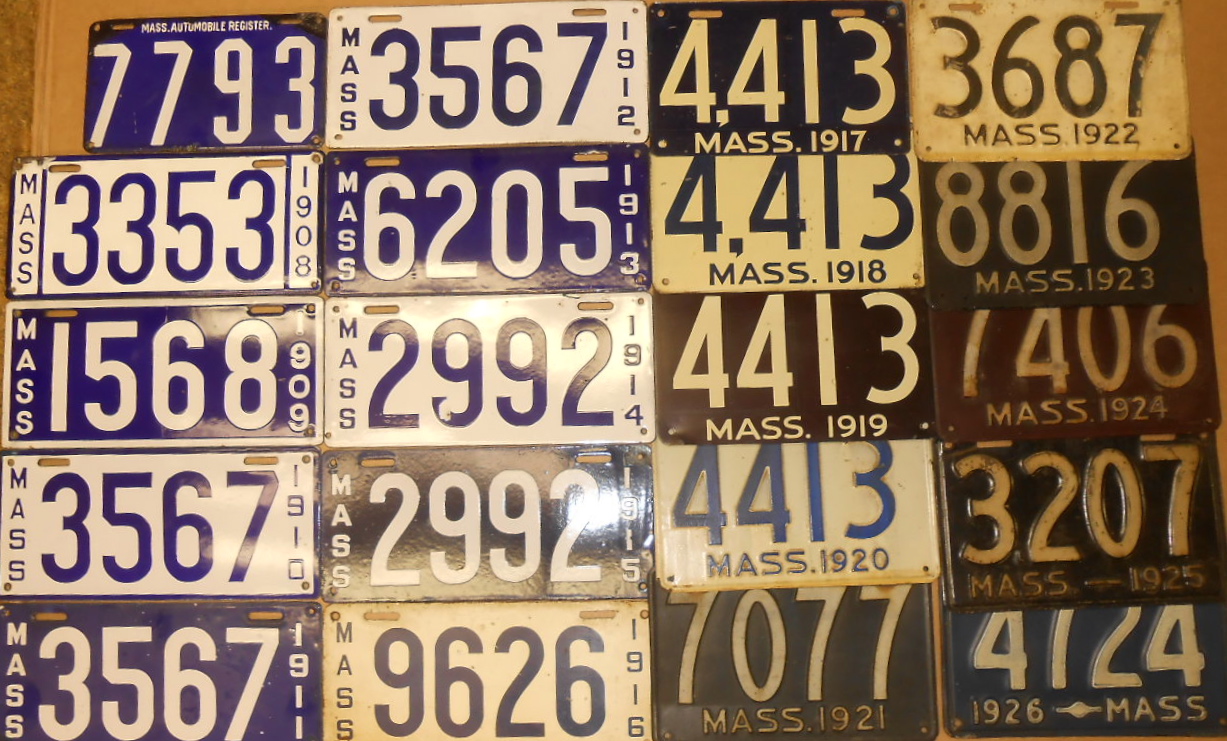 MASS. AUTOMOBILE REGISTER.
7793
MASS 3353 1908
MASS 1568 1909
MASS 3567 1910
MASS 3567 1911
MASS 3567 1912
MASS 6205 1913
MASS 2992 1914
MASS 2992 1915
MASS 9626 1916
4,413
MASS. 1917
4,413
MASS. 1918
4413
MASS. 1919
4413
MASS. 1920
7077
MASS. 1921
3687
MASS. 1922
8816
MASS. 1923
7406
MASS. 1924
3207
MASS — 1925
4724
1926 - MASS